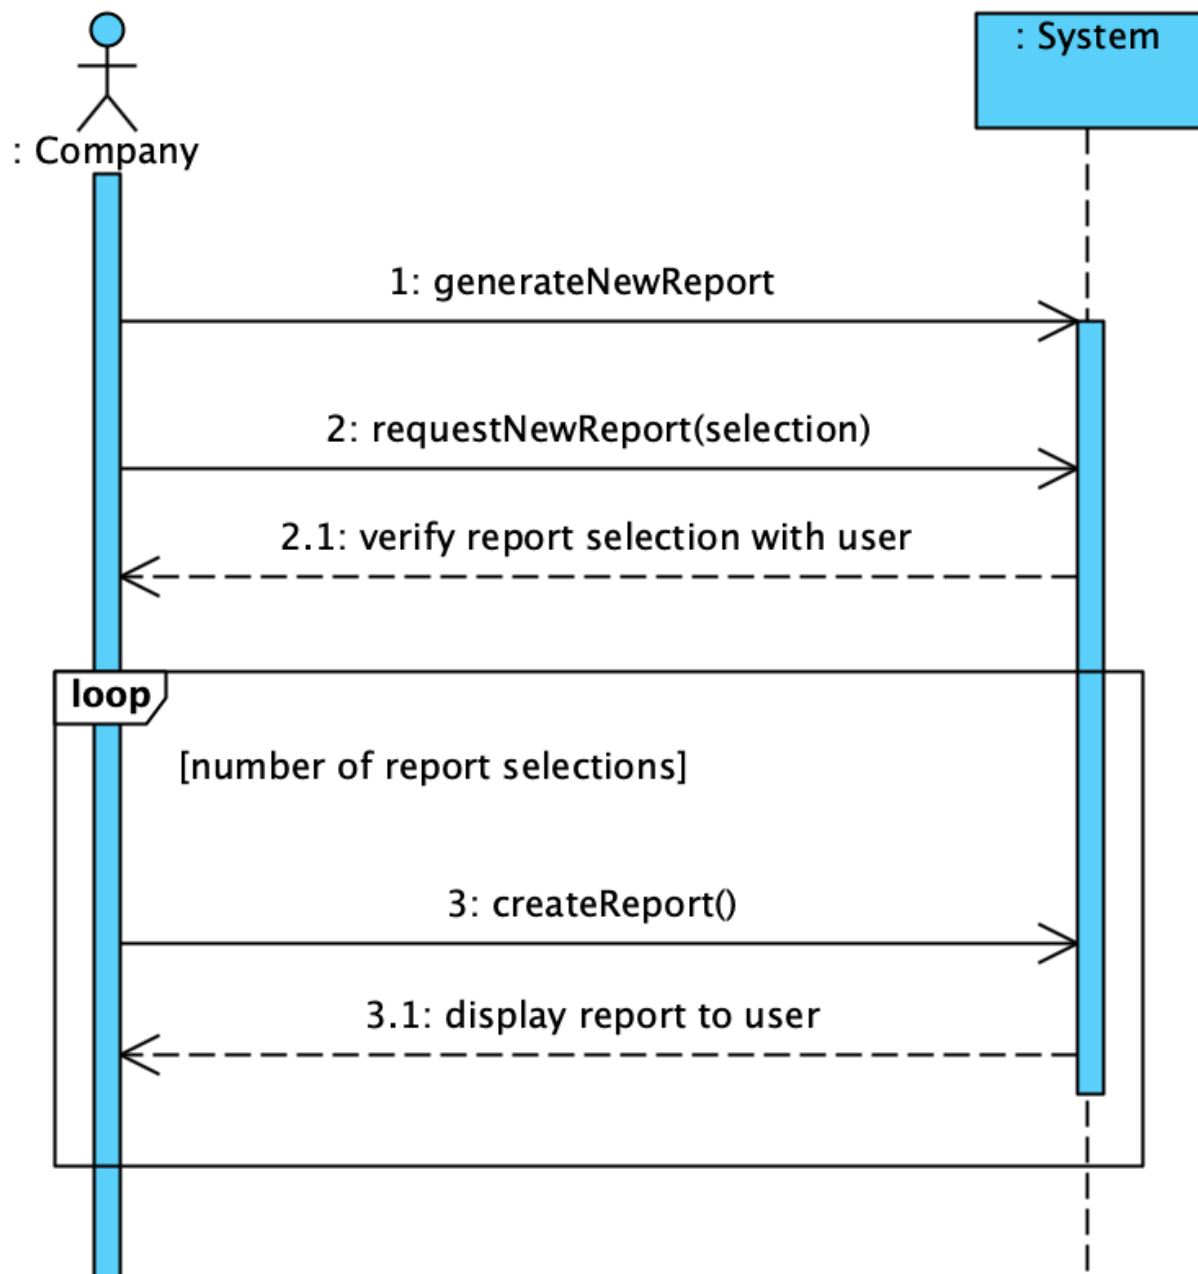 : Company
: System
1: generateNewReport
2: requestNewReport(selection)
2.1: verify report selection with user
loop
[number of report selections]
3: createReport()
3.1: display report to user